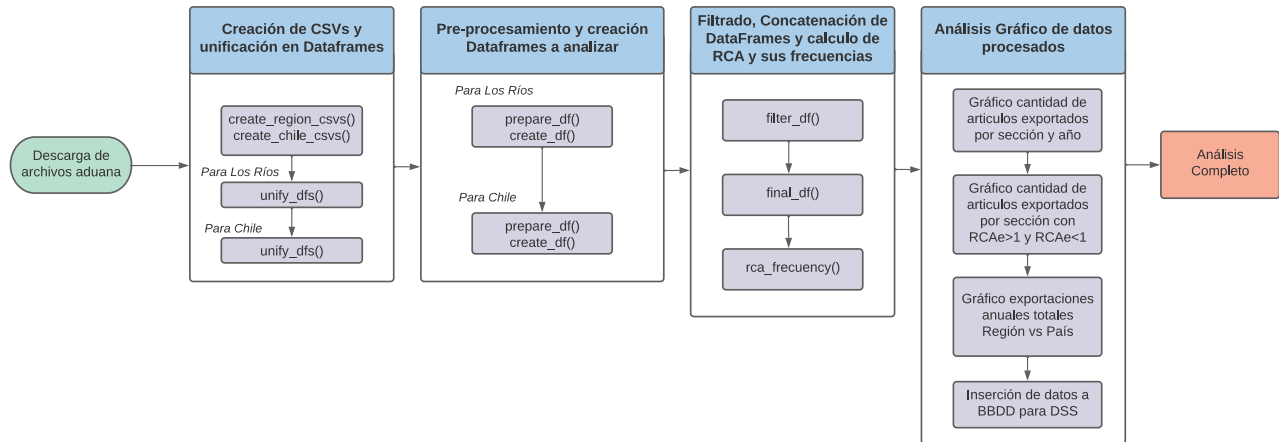 Descarga de
archivos aduana
Creación de CSVs y
unificación en Dataframes
create_region_csvs()
create_chile_csvs()
Para Los Ríos
unify_dfs()
Para Chile
unify_dfs()
Pre-procesamiento y creación
Dataframes a analizar
Para Los Ríos
prepare_df()
create_df()
Para Chile
prepare_df()
create_df()
Filtrado, Concatenación de
DataFrames y calculo de
RCA y sus frecuencias
filter_df()
final_df()
rca_frecuency()
Análisis Gráfico de datos
procesados
Gráfico cantidad de
articulos exportados
por sección y año
Gráfico cantidad de
articulos exportados
por sección con
RCAe>1 y RCAe<1
Gráfico exportaciones
anuales totales
Región vs País
Inserción de datos a
BBDD para DSS
Análisis
Completo